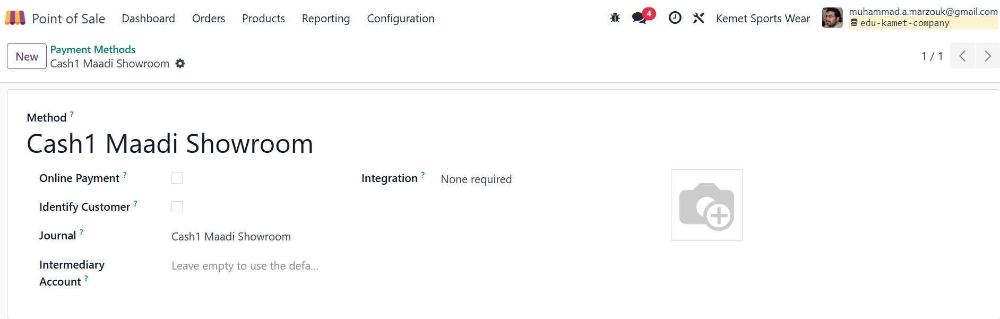 Point of Sale Dashboard Orders Products Reporting Configuration 4 Kemet Sports Wear muhammad.a.marzouk@gmail.com
edu-kamet-company
New Payment Methods
Cash1 Maadi Showroom 1 / 1
Method ?
Cash1 Maadi Showroom
Online Payment ? Integration ? None required
Identify Customer ?
Journal ? Cash1 Maadi Showroom
Intermediary Leave empty to use the defa...
Account ?